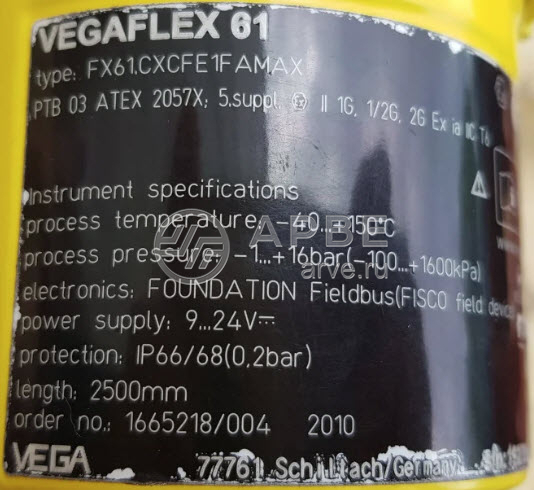 VEGAFLEX 61
type: FX61.CXCFE1FAMAX
PTB 03 ATEX 2057X; 5.suppl. II 1G, 1/2G, 2G Ex ia IIC T6
Instrument specifications
process temperature: -40...+150°C
process pressure: -1...+16bar(-100...+1600kPa)
electronics: FOUNDATION Fieldbus(FISCO field
power supply: 9...24V
protection: IP66/68(0,2bar)
length: 2500mm
order no.: 1665218/004 2010
VEGA 77761 Schiltach/Germany
АРВЕ
arve.ru